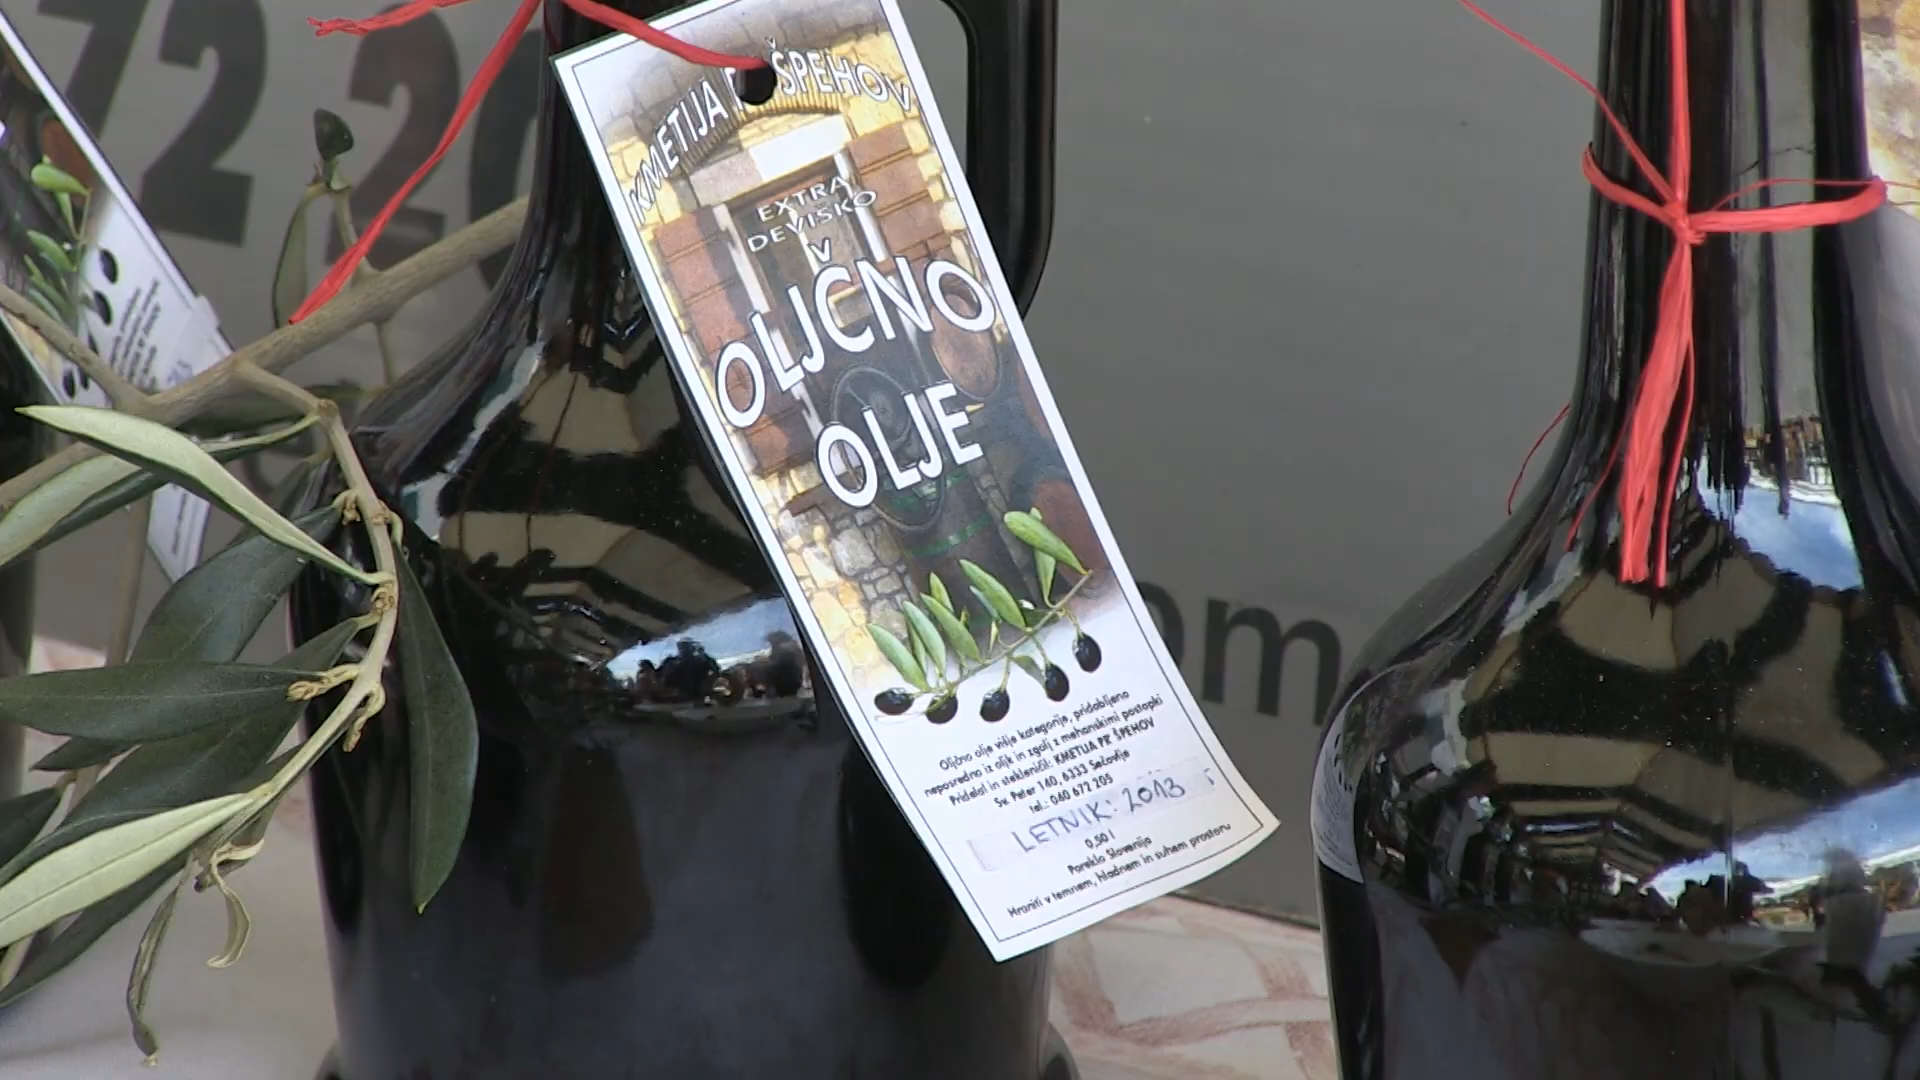 72 20
KMETIJA P ŠPEHOV
EXTRA
DEVIŠKO
OLJČNO
OLJE
Oljčno olje višje kategorije, pridobljeno
neposredno iz oljk in zgolj z mehanskimi postopki
Pridelal in stekleničil: KMETIJA PR' ŠPEHOV
Sv. Peter 140, 6333 Sečovlje
tel.: 040 672 205
LETNIK: 2013
0,50 l
Poreklo Slovenija
Hraniti v temnem, hladnem in suhem prostoru
om